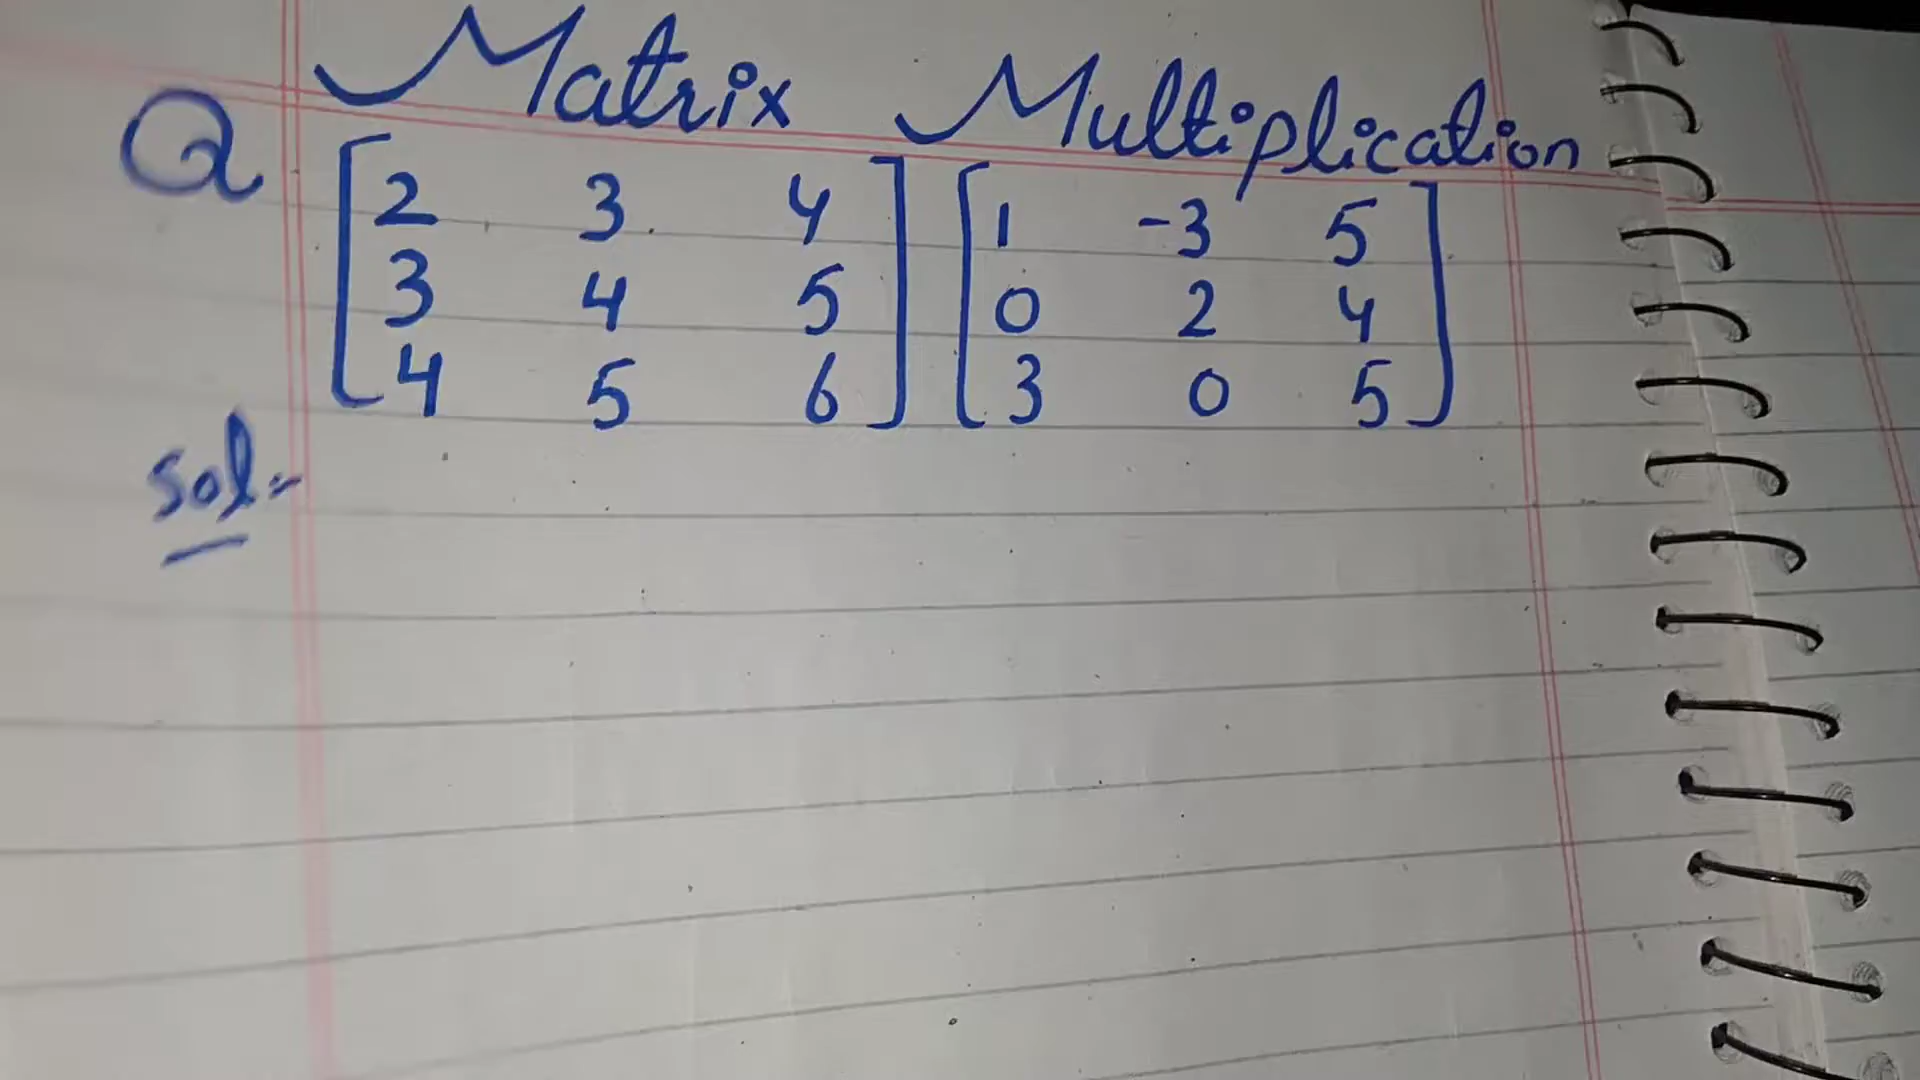 Matrix Multiplication
Q [2 3 4] [1 -3 5]
[3 4 5] [0 2 4]
[4 5 6] [3 0 5]
Sol:-